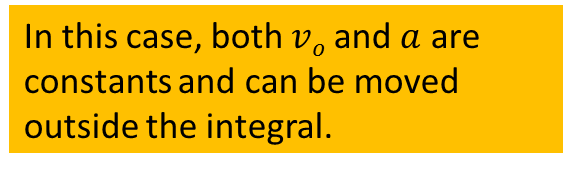 In this case, both 𝑣ₒ and 𝑎 are
constants and can be moved
outside the integral.